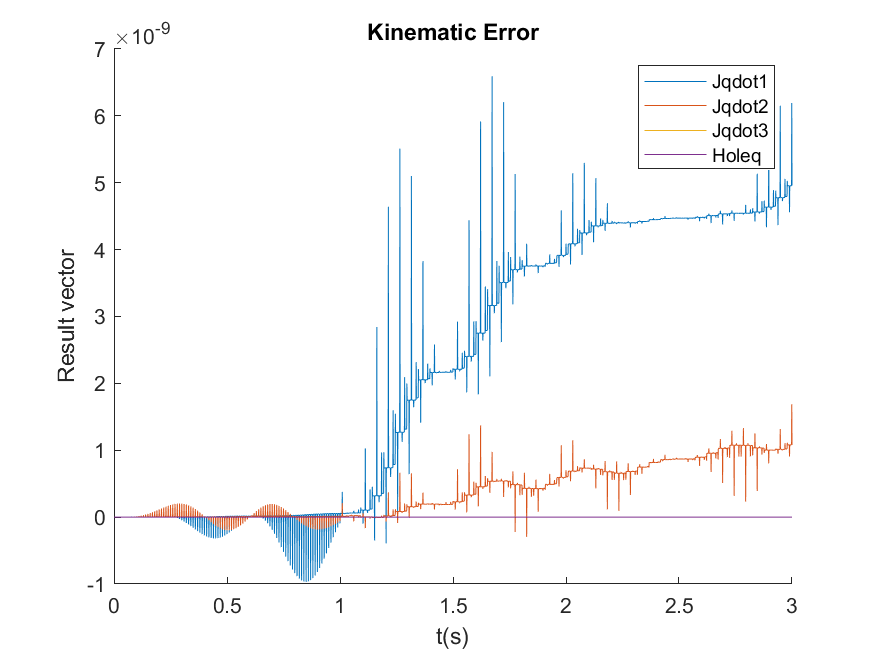 ×10⁻⁹
Kinematic Error
7
6
5
4
3
2
1
0
-1
Result vector
Jqdot1
Jqdot2
Jqdot3
Holeq
0
0.5
1
1.5
2
2.5
3
t(s)